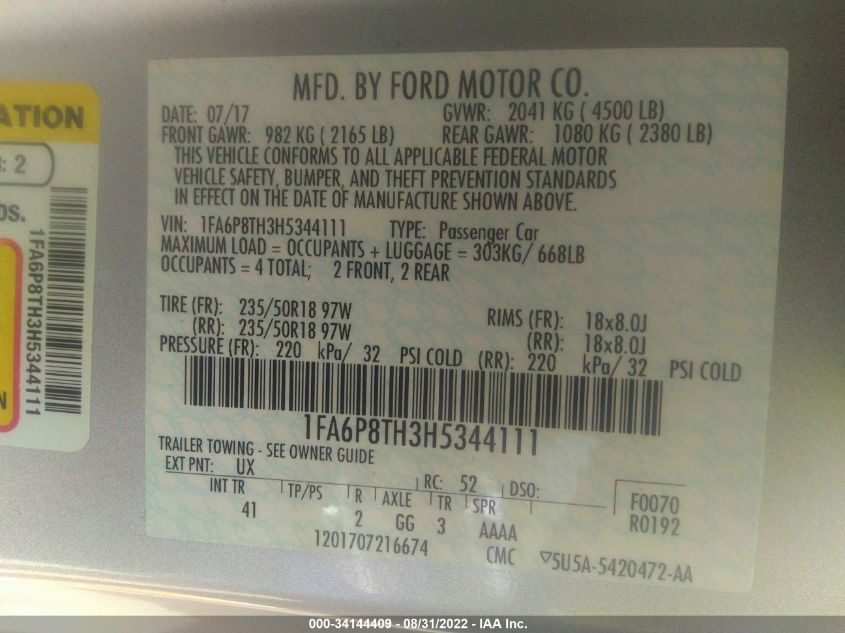 MFD. BY FORD MOTOR CO.
DATE: 07/17 GVWR: 2041 KG ( 4500 LB)
FRONT GAWR: 982 KG ( 2165 LB) REAR GAWR: 1080 KG ( 2380 LB)
THIS VEHICLE CONFORMS TO ALL APPLICABLE FEDERAL MOTOR
VEHICLE SAFETY, BUMPER, AND THEFT PREVENTION STANDARDS
IN EFFECT ON THE DATE OF MANUFACTURE SHOWN ABOVE.
VIN: 1FA6P8TH3H5344111 TYPE: Passenger Car
MAXIMUM LOAD = OCCUPANTS + LUGGAGE = 303KG/ 668LB
OCCUPANTS = 4 TOTAL; 2 FRONT, 2 REAR
TIRE (FR): 235/50R18 97W RIMS (FR): 18x8.0J
(RR): 235/50R18 97W (RR): 18x8.0J
PRESSURE (FR): 220 kPa/ 32 PSI COLD (RR): 220 kPa/ 32 PSI COLD
1FA6P8TH3H5344111
TRAILER TOWING - SEE OWNER GUIDE
EXT PNT: UX RC: 52 DSO:
INT TR TP/PS R AXLE TR SPR F0070
41 2 GG 3 AAAA R0192
1201707216674 CMC ▽5U5A-5420472-AA
ATION
: 2
bs.
1FA6P8TH3H5344111
N
000-34144409 - 08/31/2022 - IAA Inc.